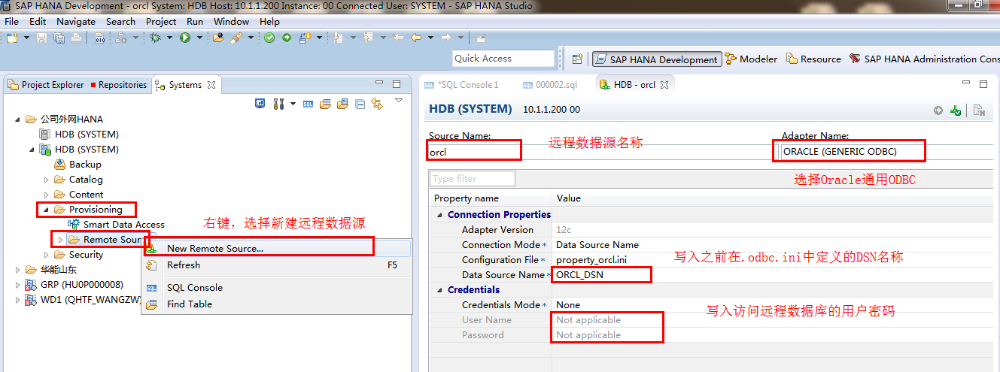 SAP HANA Development - orcl System: HDB Host: 10.1.1.200 Instance: 00 Connected User: SYSTEM - SAP HANA Studio
File Edit Navigate Search Project Run Window Help
Quick Access
SAP HANA Development Modeler Resource SAP HANA Administration Cons
Project Explorer Repositories Systems
公司外网HANA
HDB (SYSTEM)
HDB (SYSTEM)
Backup
Catalog
Content
Provisioning
Smart Data Access
Remote Sour
Security
华能山东
GRP (HU0P000008)
WD1 (QHTF_WANGZW)
右键，选择新建远程数据源
New Remote Source...
Refresh F5
SQL Console
Find Table
*SQL Console 1 000002.sql HDB - orcl
HDB (SYSTEM) 10.1.1.200 00
Source Name: Adapter Name:
orcl 远程数据源名称 ORACLE (GENERIC ODBC)
选择Oracle通用ODBC
Type filter
Property name Value
Connection Properties
Adapter Version 12c
Connection Mode* Data Source Name
Configuration File* property_orcl.ini
写入之前在.odbc.ini中定义的DSN名称
Data Source Name* ORCL_DSN
Credentials
Credentials Mode* None
写入访问远程数据库的用户密码
User Name Not applicable
Password Not applicable